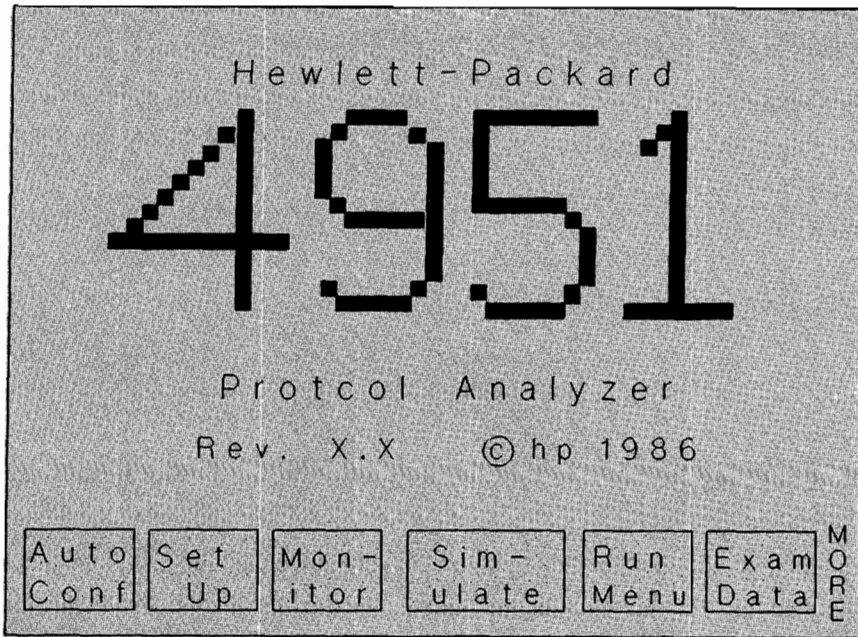 Hewlett-Packard
4951
Protcol Analyzer
Rev. X.X © hp 1986
Auto Conf
Set Up
Mon-
itor
Sim-
ulate
Run Menu
Exam Data
MORE